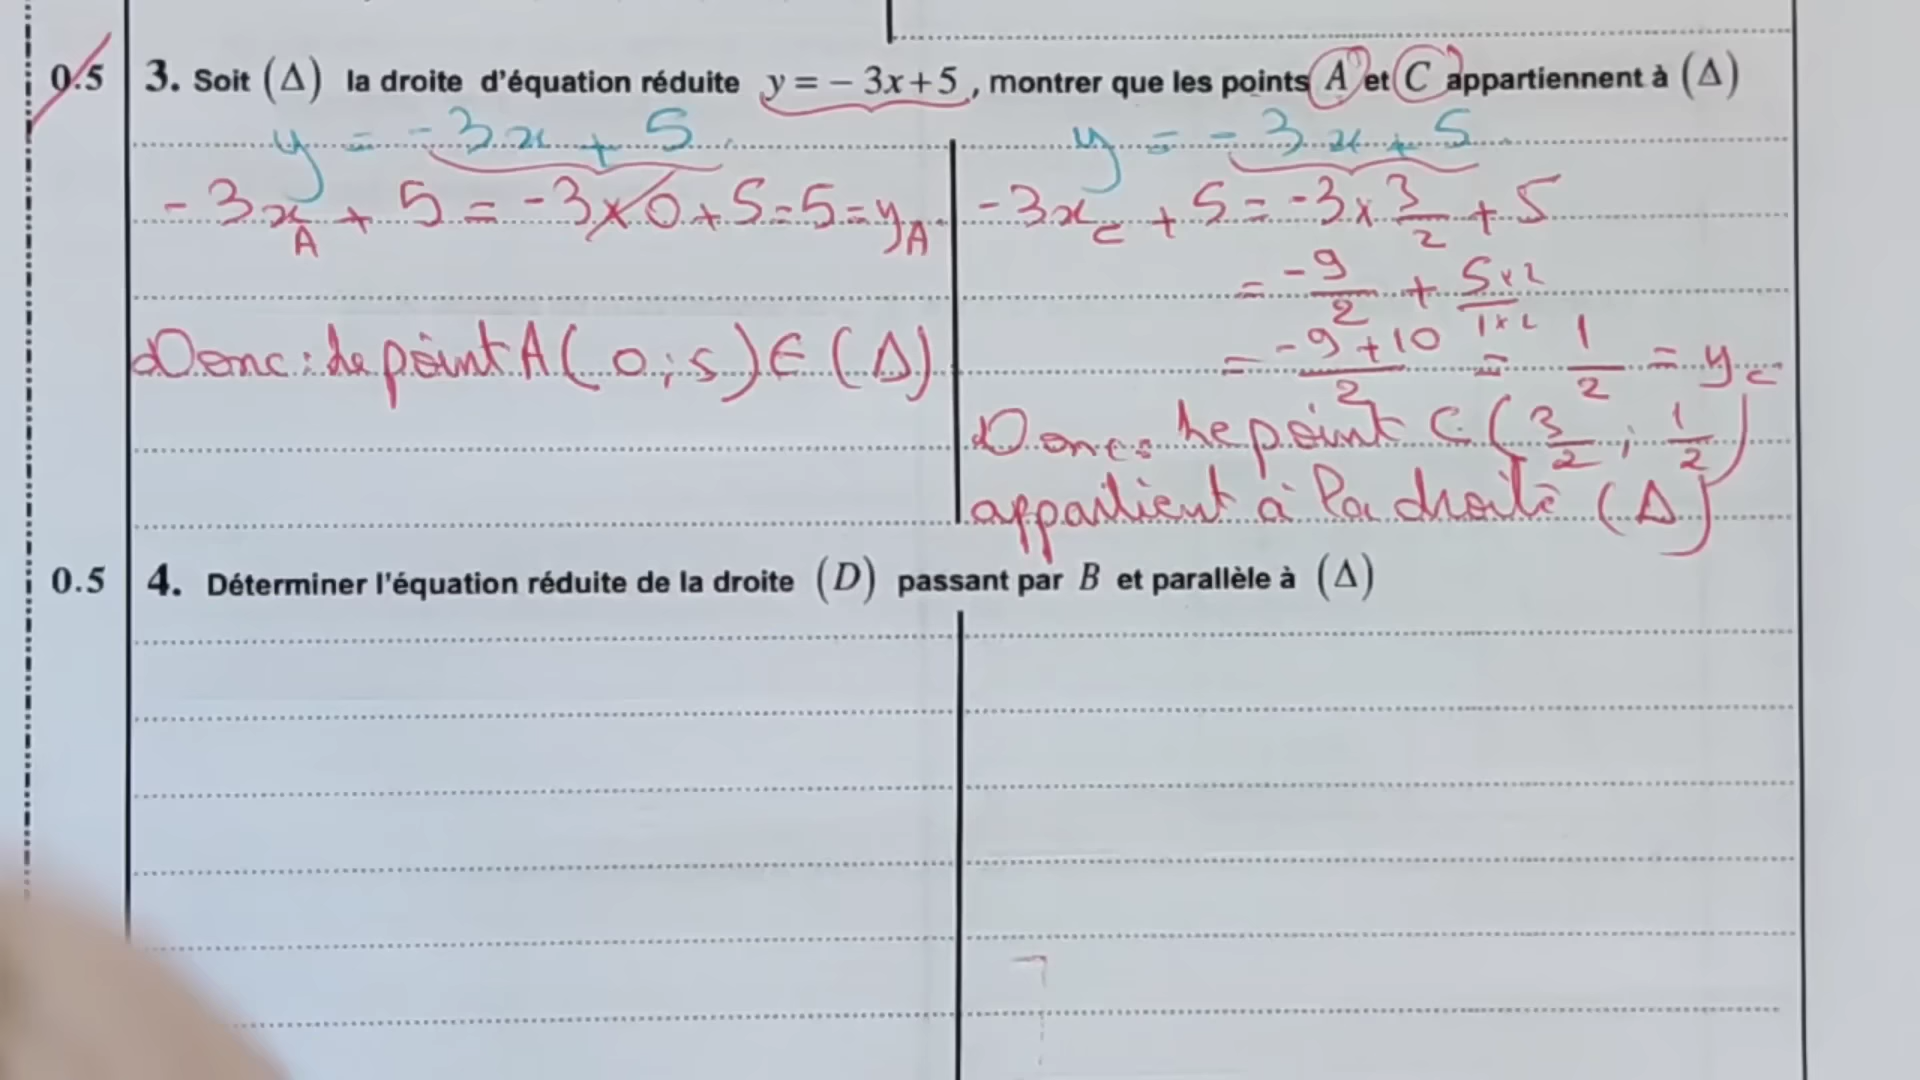 0.5 3. Soit (Δ) la droite d'équation réduite y = – 3x+5 , montrer que les points A et C appartiennent à (Δ)
y = -3x + 5
-3x_A + 5 = -3×0+5=5=y_A
Donc : le point A( 0 ; 5 ) ∈ (Δ)
y = -3x + 5
-3x_C + 5 = -3× 3/2 + 5
= -9/2 + 5×2/1×2
= -9+10/2 = 1/2 = y_C
Donc : le point C ( 3/2 ; 1/2 )
appartient à la droite (Δ)
0.5 4. Déterminer l'équation réduite de la droite (D) passant par B et parallèle à (Δ)